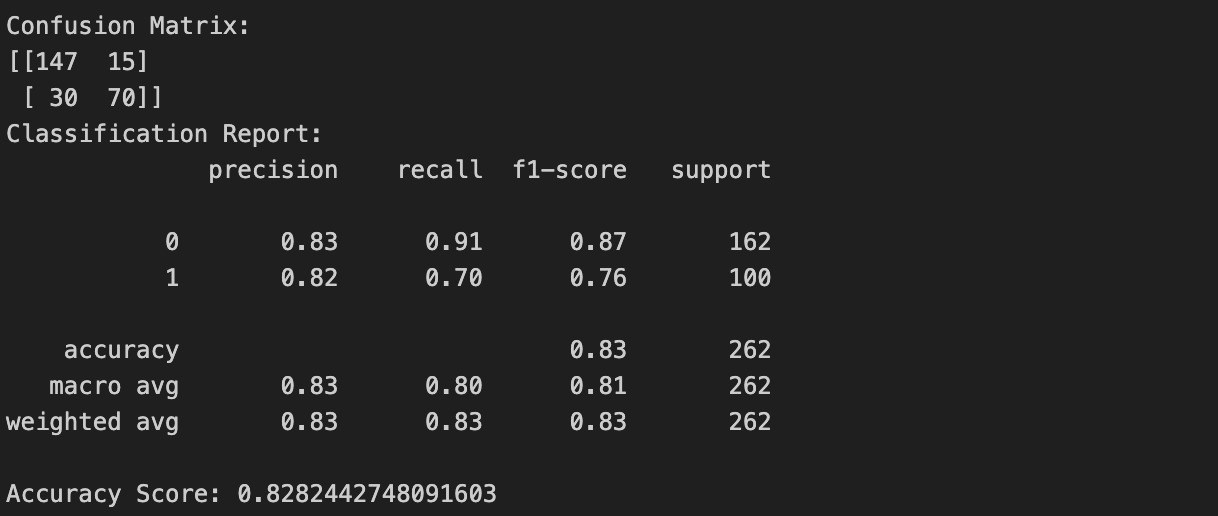 Confusion Matrix:
[[147  15]
 [ 30  70]]
Classification Report:
              precision    recall  f1-score   support

           0       0.83      0.91      0.87       162
           1       0.82      0.70      0.76       100

    accuracy                           0.83       262
   macro avg       0.83      0.80      0.81       262
weighted avg       0.83      0.83      0.83       262

Accuracy Score: 0.8282442748091603